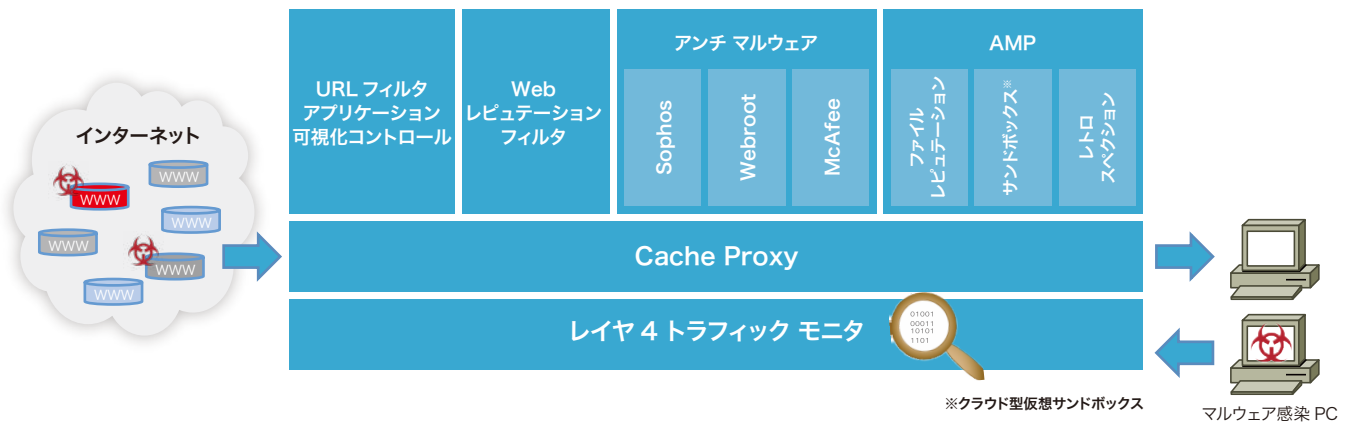 インターネット
WWW
WWW
WWW
WWW
WWW
WWW
URL フィルタ
アプリケーション
可視化コントロール
Web
レピュテーション
フィルタ
アンチ マルウェア
Sophos
Webroot
McAfee
AMP
ファイル
レピュテーション
サンドボックス※
レトロ
スペクション
Cache Proxy
レイヤ 4 トラフィック モニタ
01001
00011
10101
1101
※クラウド型仮想サンドボックス
マルウェア感染 PC